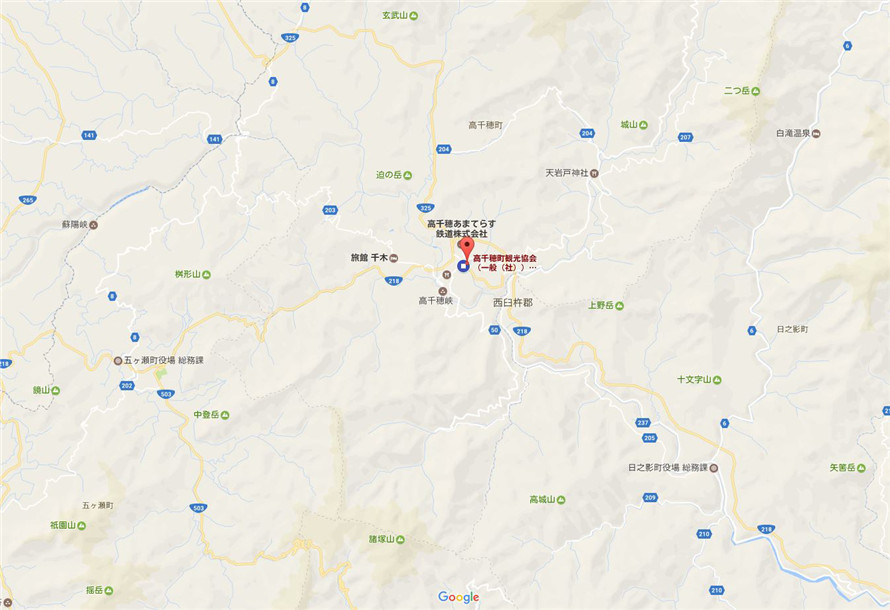 8
玄武山
325
6
8
二つ岳
141
141
204
城山
207
白滝温泉
高千穂町
204
天岩戸神社
迫の岳
265
203
325
蘇陽峡
高千穂あまてらす
鉄道株式会社
旅館 千木
高千穂町観光協会
（一般（社））…
桝形山
218
8
高千穂峡
西臼杵郡
上野岳
50
218
6
日之影町
8
218
五ヶ瀬町役場 総務課
202
503
鏡山
十文字山
中登岳
237
6
205
日之影町役場 総務課
矢筈岳
209
高城山
五ヶ瀬町
503
祇園山
諸塚山
210
218
揺岳
210
Google